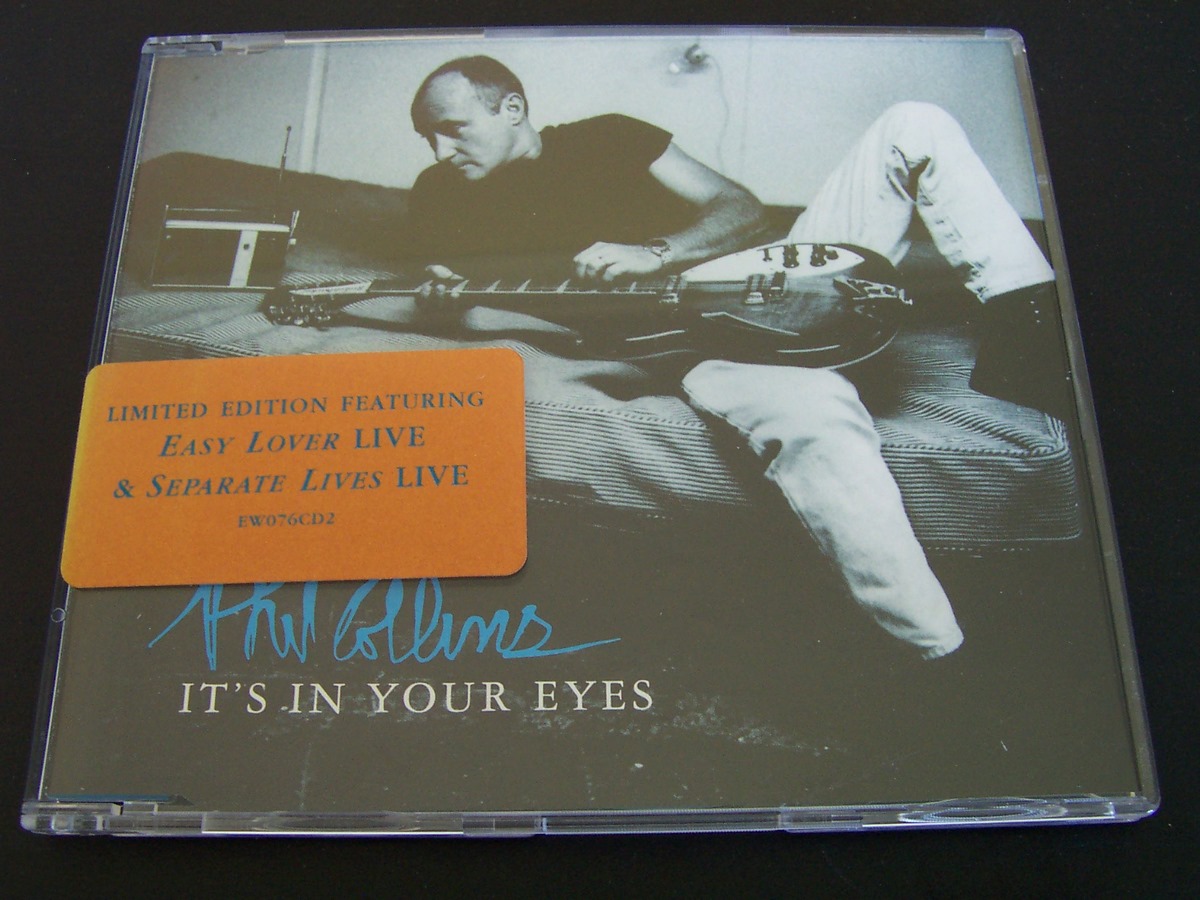 LIMITED EDITION FEATURING
EASY LOVER LIVE
& SEPARATE LIVES LIVE
EW076CD2
Phil Collins
IT'S IN YOUR EYES